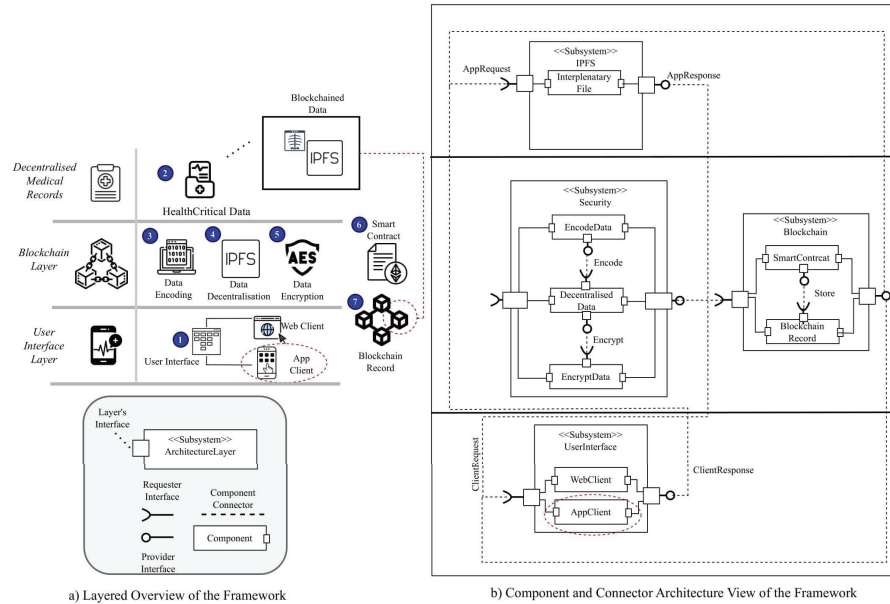 Blockchained
Data
IPFS
Decentralised
Medical
Records
2
HealthCritical Data
Blockchain
Layer
3
Data
Encoding
4
IPFS
Data
Decentralisation
5
AES
Data
Encryption
6
Smart
Contract
7
Blockchain
Record
User
Interface
Layer
1
User Interface
Web Client
App
Client
Layer's
Interface
<<Subsystem>>
ArchitectureLayer
Requester
Interface
Component
Connector
Component
Provider
Interface
a) Layered Overview of the Framework
<<Subsystem>>
IPFS
AppRequest
Interplenatary
File
AppResponse
<<Subsystem>>
Security
EncodeData
Encode
Decentralised
Data
Encrypt
EncryptData
<<Subsystem>>
Blockchain
SmartContrcat
Store
Blockchain
Record
ClientRequest
<<Subsystem>>
UserInterface
WebClient
AppClient
ClientResponse
b) Component and Connector Architecture View of the Framework